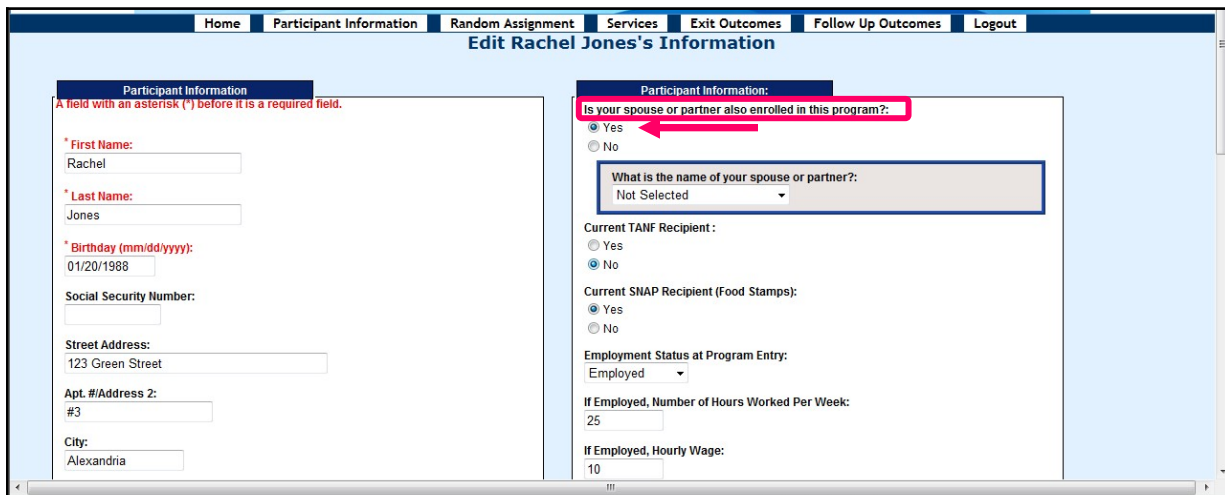 Home Participant Information Random Assignment Services Exit Outcomes Follow Up Outcomes Logout
Edit Rachel Jones's Information
Participant Information
A field with an asterisk (*) before it is a required field.
* First Name:
Rachel
* Last Name:
Jones
* Birthday (mm/dd/yyyy):
01/20/1988
Social Security Number:
Street Address:
123 Green Street
Apt. #/Address 2:
#3
City:
Alexandria
Participant Information:
Is your spouse or partner also enrolled in this program?:
Yes
No
What is the name of your spouse or partner?:
Not Selected
Current TANF Recipient :
Yes
No
Current SNAP Recipient (Food Stamps):
Yes
No
Employment Status at Program Entry:
Employed
If Employed, Number of Hours Worked Per Week:
25
If Employed, Hourly Wage:
10